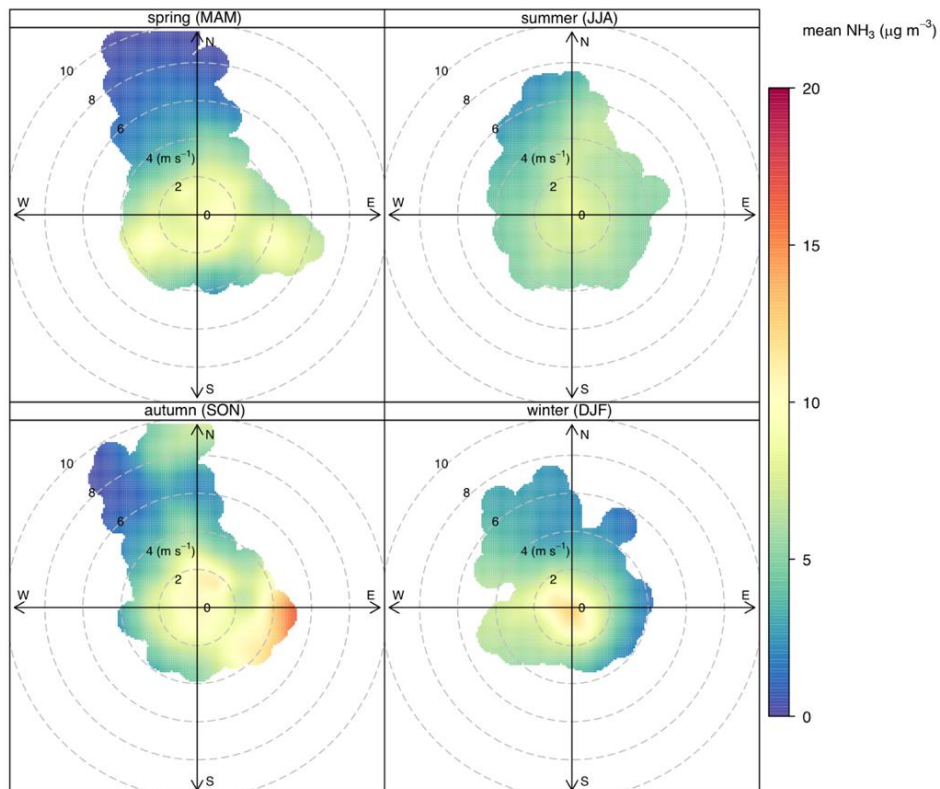 spring (MAM)
summer (JJA)
mean NH₃ (μg m⁻³)
N
10
8
6
4 (m s⁻¹)
2
0
W
E
S
N
10
8
6
4 (m s⁻¹)
2
0
W
E
S
autumn (SON)
winter (DJF)
N
10
8
6
4 (m s⁻¹)
2
0
W
E
S
N
10
8
6
4 (m s⁻¹)
2
0
W
E
S
20
15
10
5
0